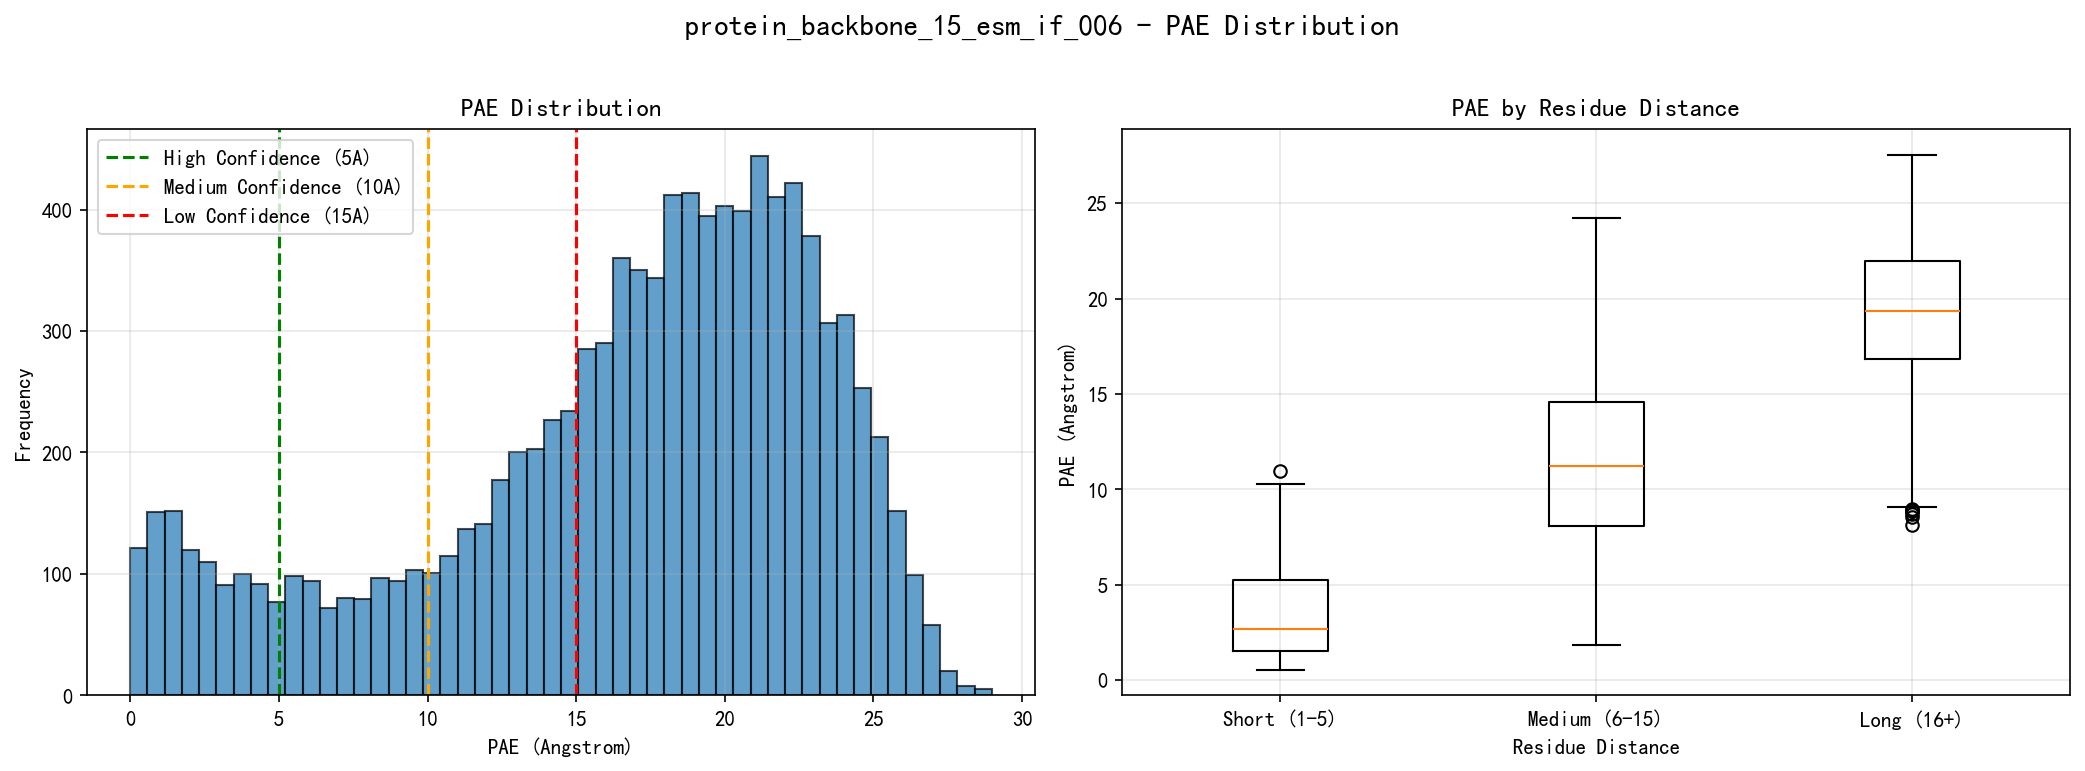 protein_backbone_15_esm_if_006 - PAE Distribution
PAE Distribution
High Confidence (5A)
Medium Confidence (10A)
Low Confidence (15A)
Frequency
400
300
200
100
0
0 5 10 15 20 25 30
PAE (Angstrom)
PAE by Residue Distance
PAE (Angstrom)
25
20
15
10
5
0
Short (1-5) Medium (6-15) Long (16+)
Residue Distance